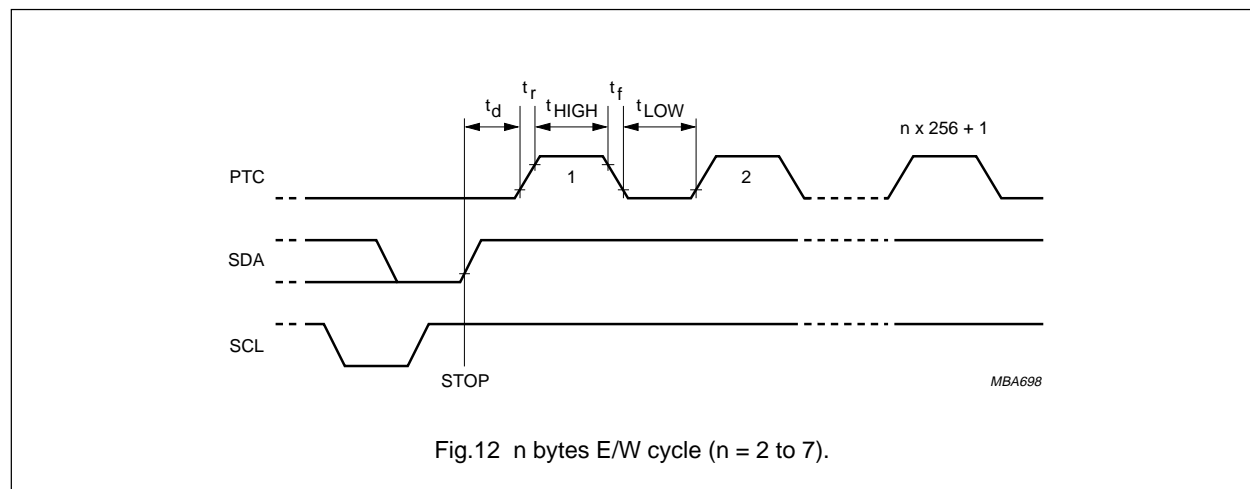 t_d t_r t_HIGH t_f t_LOW
n x 256 + 1
PTC 1 2
SDA
SCL
STOP
MBA698
Fig.12 n bytes E/W cycle (n = 2 to 7).